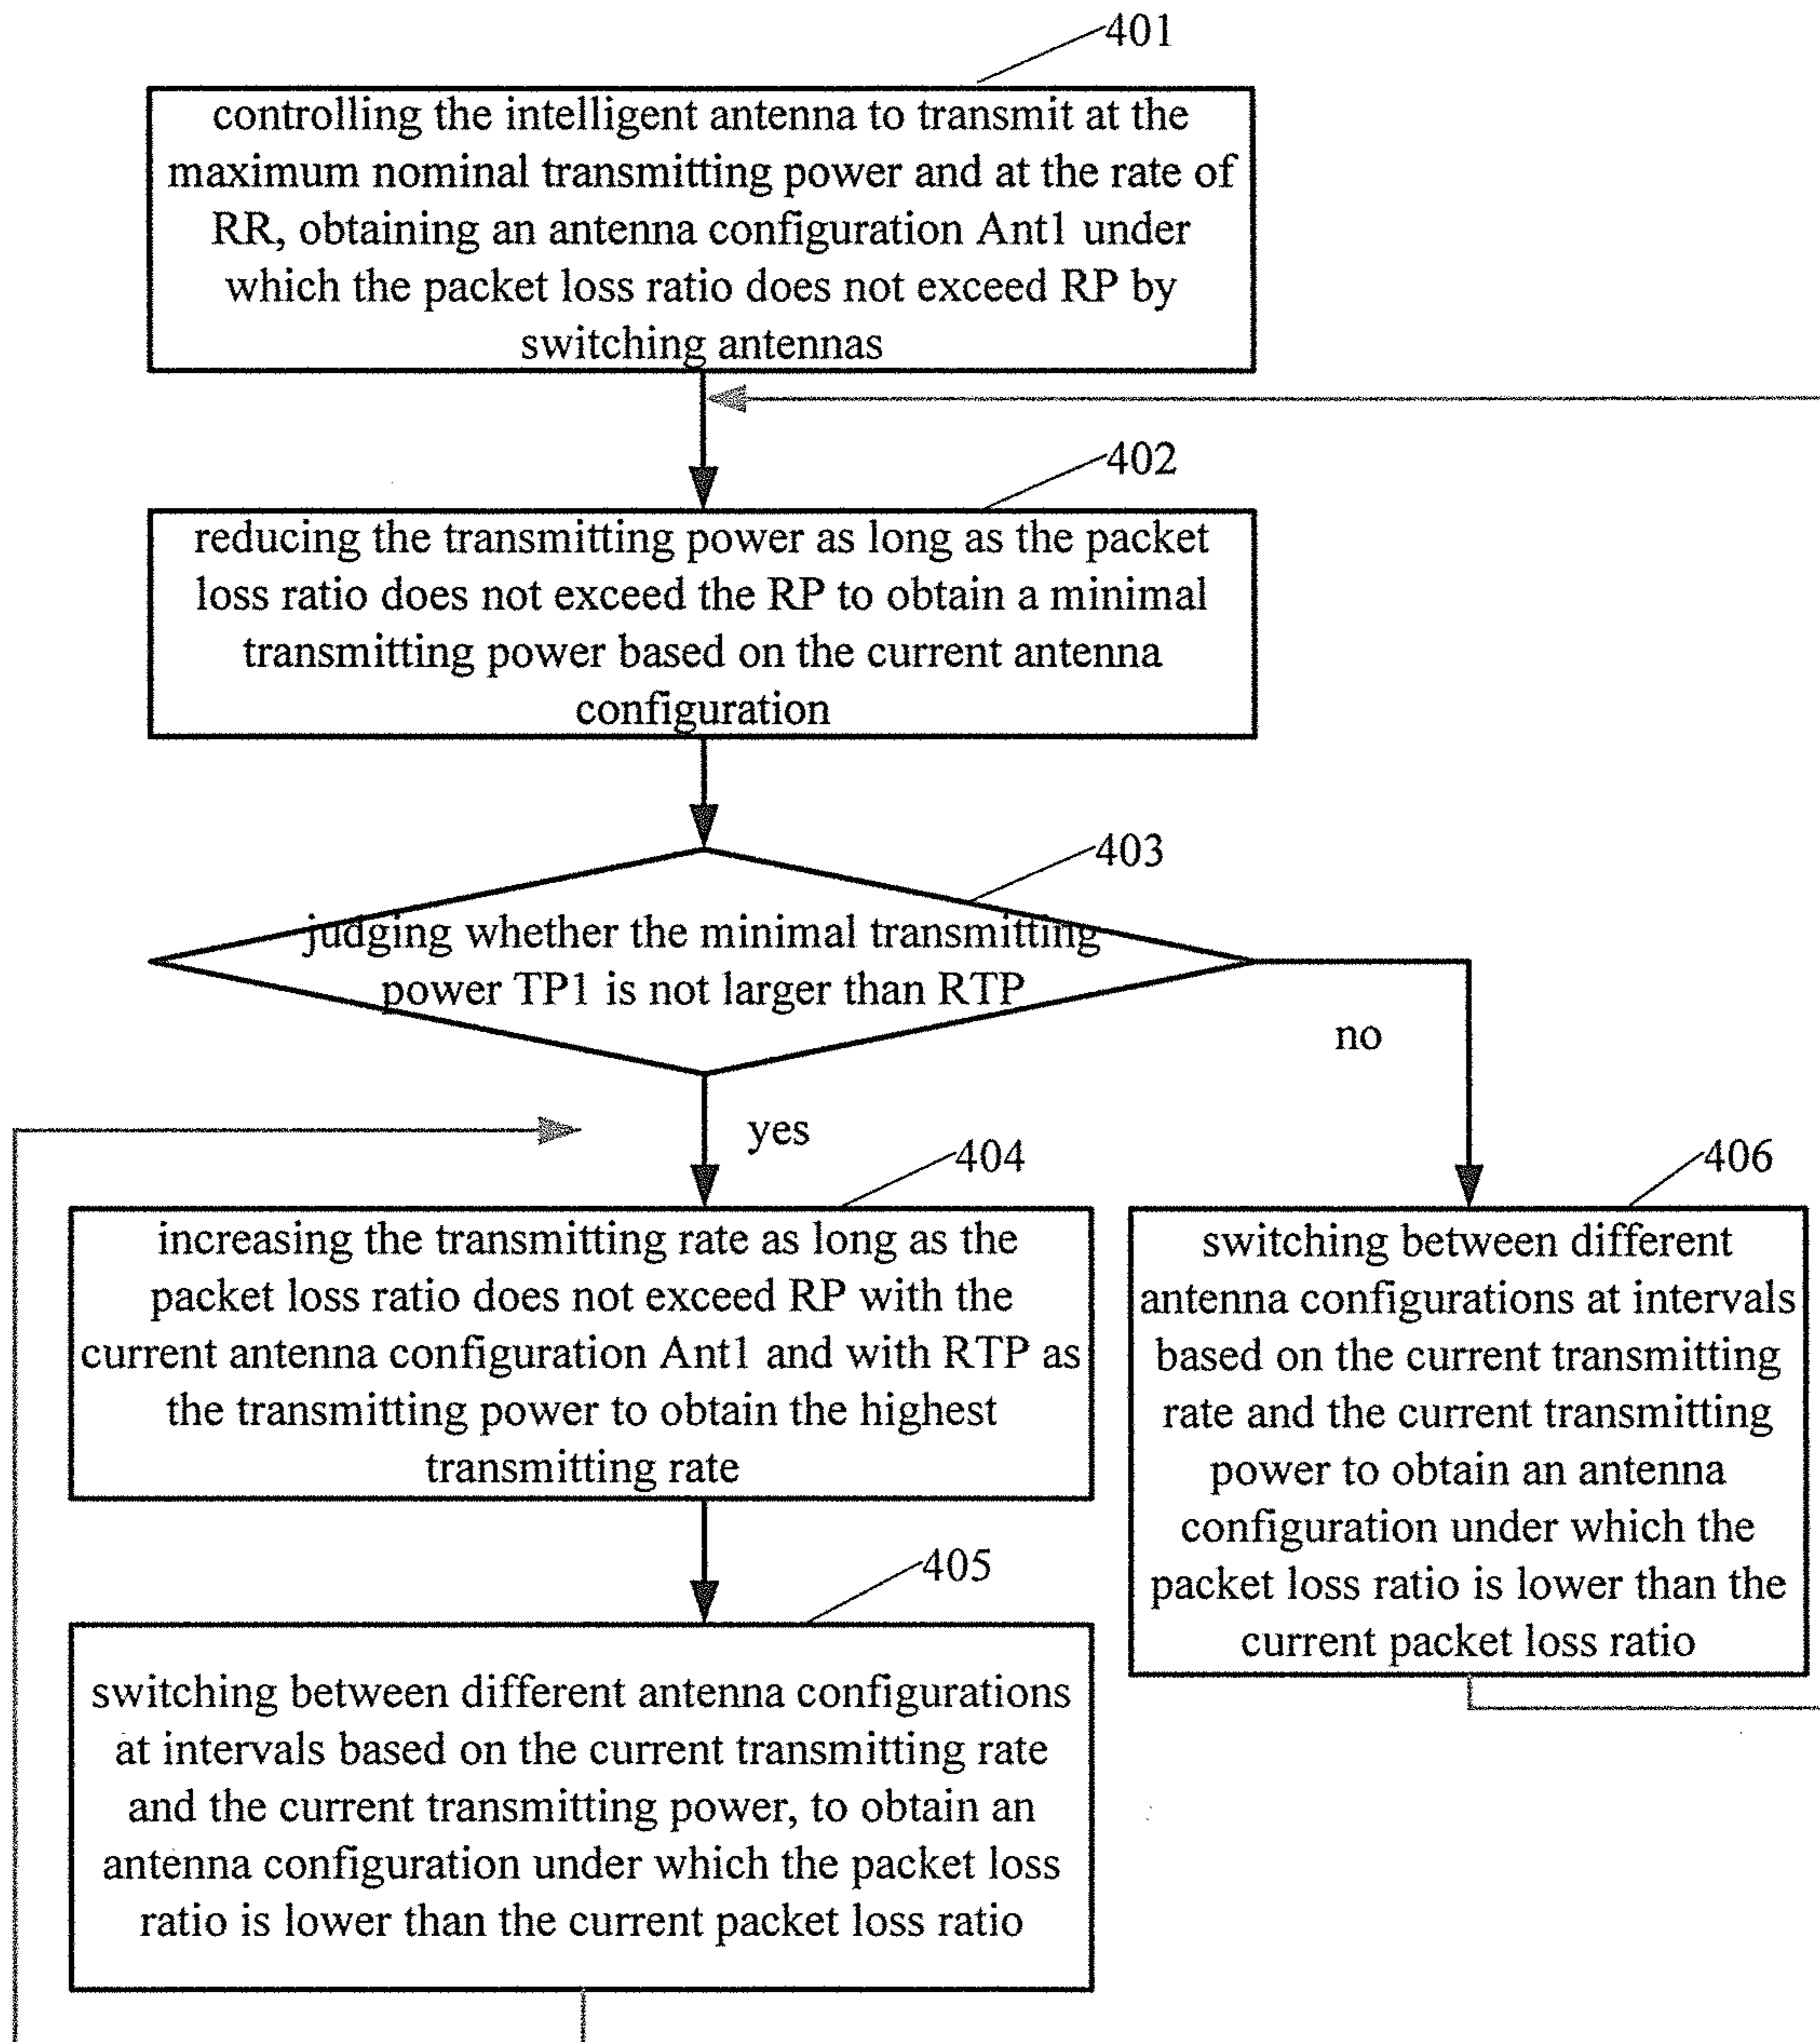 401
controlling the intelligent antenna to transmit at the
maximum nominal transmitting power and at the rate of
RR, obtaining an antenna configuration Ant1 under
which the packet loss ratio does not exceed RP by
switching antennas
402
reducing the transmitting power as long as the packet
loss ratio does not exceed the RP to obtain a minimal
transmitting power based on the current antenna
configuration
403
judging whether the minimal transmitting
power TP1 is not larger than RTP
no
yes
404
increasing the transmitting rate as long as the
packet loss ratio does not exceed RP with the
current antenna configuration Ant1 and with RTP as
the transmitting power to obtain the highest
transmitting rate
406
switching between different
antenna configurations at intervals
based on the current transmitting
rate and the current transmitting
power to obtain an antenna
configuration under which the
packet loss ratio is lower than the
current packet loss ratio
405
switching between different antenna configurations
at intervals based on the current transmitting rate
and the current transmitting power, to obtain an
antenna configuration under which the packet loss
ratio is lower than the current packet loss ratio